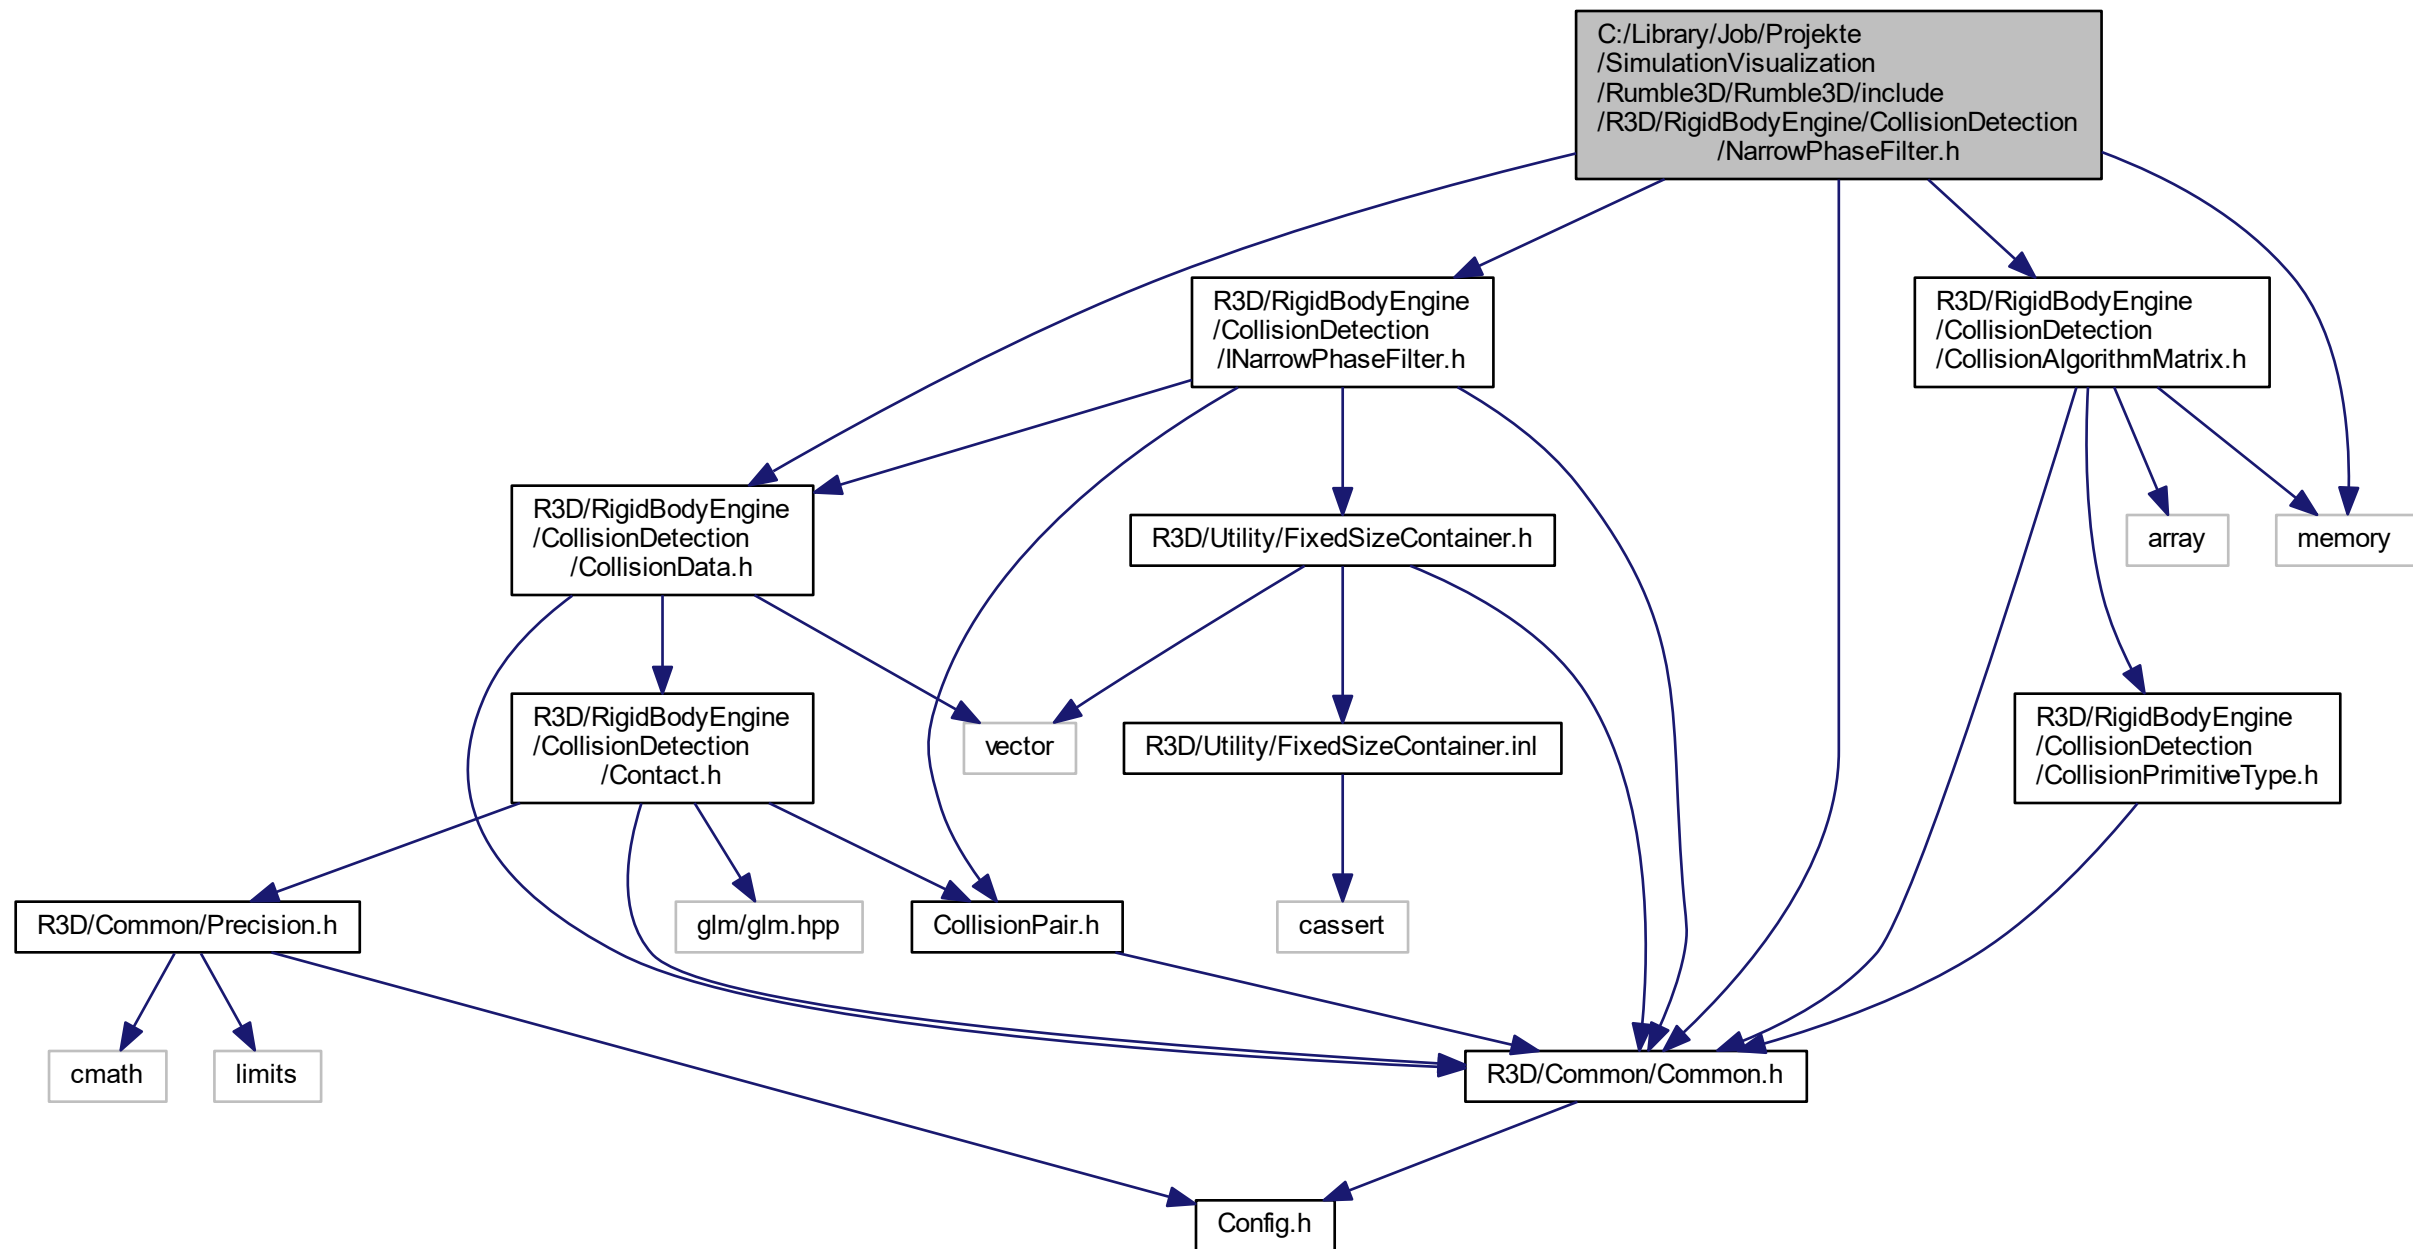 C:/Library/Job/Projekte
/SimulationVisualization
/Rumble3D/Rumble3D/include
/R3D/RigidBodyEngine/CollisionDetection
/NarrowPhaseFilter.h
R3D/RigidBodyEngine
/CollisionDetection
/INarrowPhaseFilter.h
R3D/RigidBodyEngine
/CollisionDetection
/CollisionAlgorithmMatrix.h
R3D/RigidBodyEngine
/CollisionDetection
/CollisionData.h
R3D/Utility/FixedSizeContainer.h
array
memory
R3D/RigidBodyEngine
/CollisionDetection
/Contact.h
vector
R3D/Utility/FixedSizeContainer.inl
R3D/RigidBodyEngine
/CollisionDetection
/CollisionPrimitiveType.h
R3D/Common/Precision.h
glm/glm.hpp
CollisionPair.h
cassert
cmath
limits
R3D/Common/Common.h
Config.h